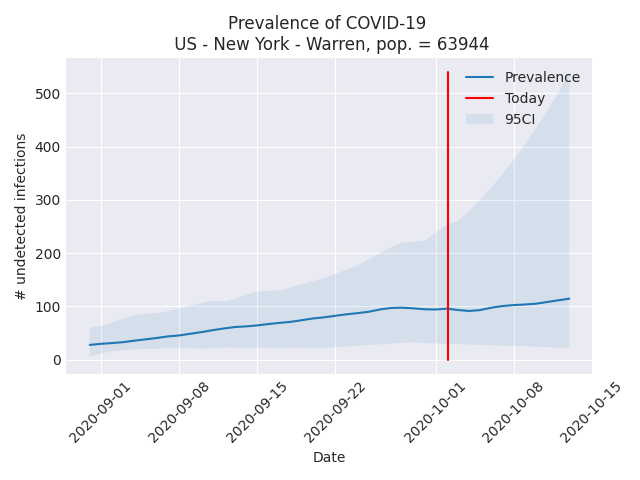 Prevalence of COVID-19
US - New York - Warren, pop. = 63944
# undetected infections
500
400
300
200
100
0
Prevalence
Today
95CI
2020-09-01
2020-09-08
2020-09-15
2020-09-22
2020-10-01
2020-10-08
2020-10-15
Date